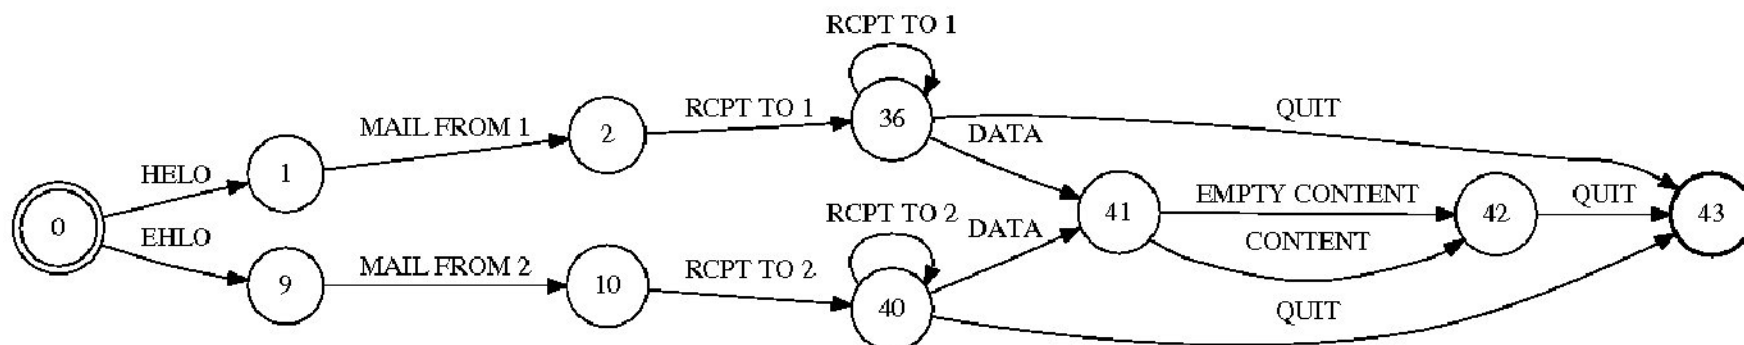 RCPT TO 1
RCPT TO 1
36
QUIT
MAIL FROM 1
2
DATA
HELO
1
EMPTY CONTENT
QUIT
0
41
42
43
RCPT TO 2
DATA
CONTENT
EHLO
MAIL FROM 2
RCPT TO 2
9
10
40
QUIT